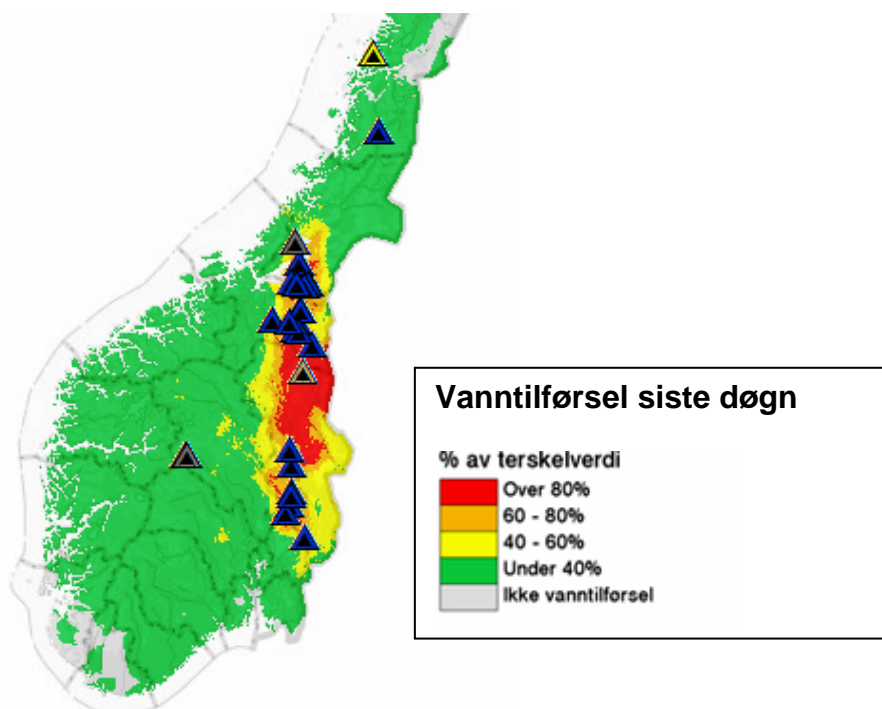 Vanntilførsel siste døgn
% av terskelverdi
Over 80%
60 - 80%
40 - 60%
Under 40%
Ikke vanntilførsel